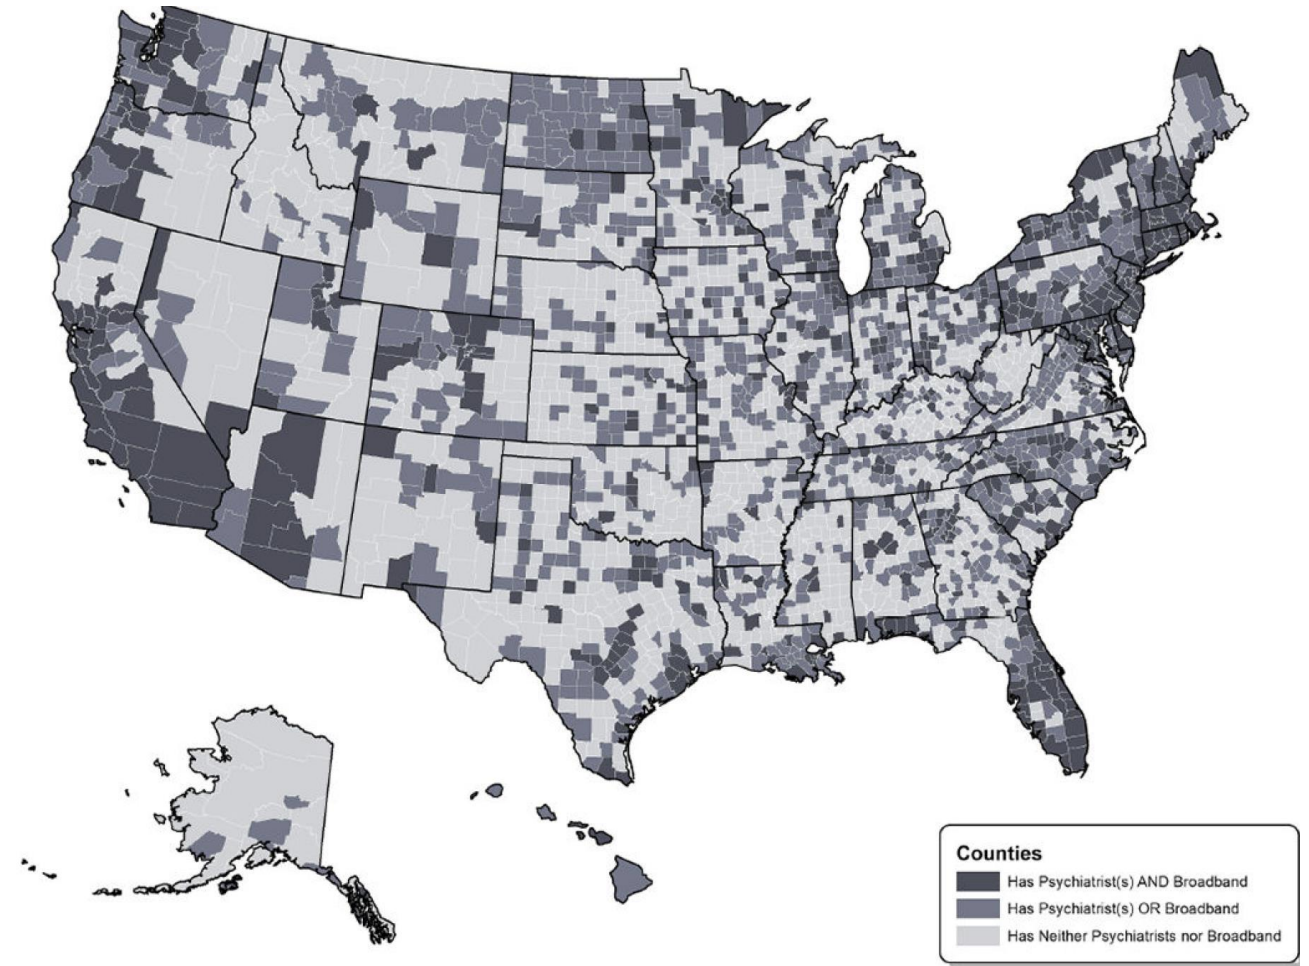 Counties
Has Psychiatrist(s) AND Broadband
Has Psychiatrist(s) OR Broadband
Has Neither Psychiatrists nor Broadband